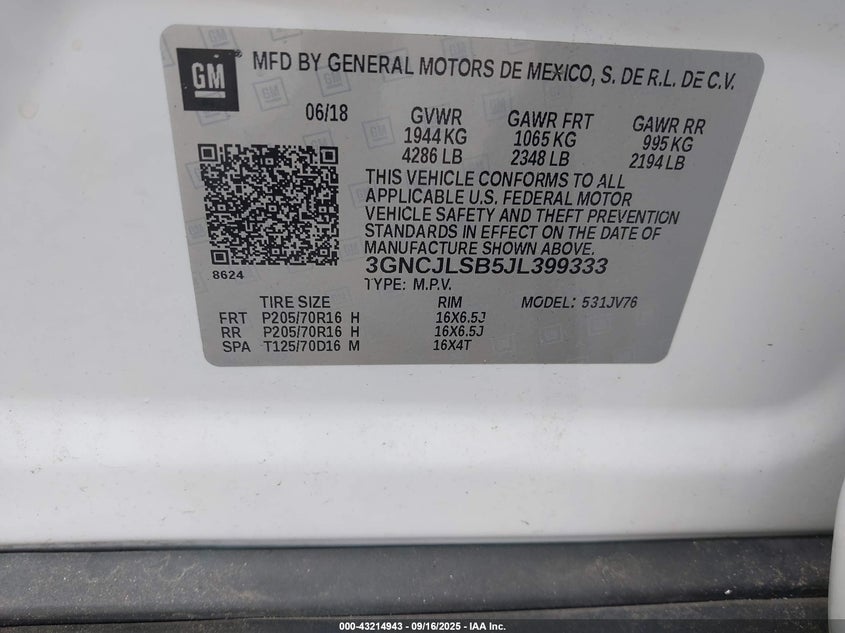 GM
MFD BY GENERAL MOTORS DE MEXICO, S. DE R.L. DE C.V.
06/18 GVWR GAWR FRT GAWR RR
1944 KG 1065 KG 995 KG
4286 LB 2348 LB 2194 LB
THIS VEHICLE CONFORMS TO ALL
APPLICABLE U.S. FEDERAL MOTOR
VEHICLE SAFETY AND THEFT PREVENTION
STANDARDS IN EFFECT ON THE DATE OF
MANUFACTURE SHOWN ABOVE.
8624
3GNCJLSB5JL399333
TYPE: M.P.V.
TIRE SIZE RIM MODEL: 531JV76
FRT P205/70R16 H 16X6.5J
RR P205/70R16 H 16X6.5J
SPA T125/70D16 M 16X4T
000-43214943 - 09/16/2025 - IAA Inc.